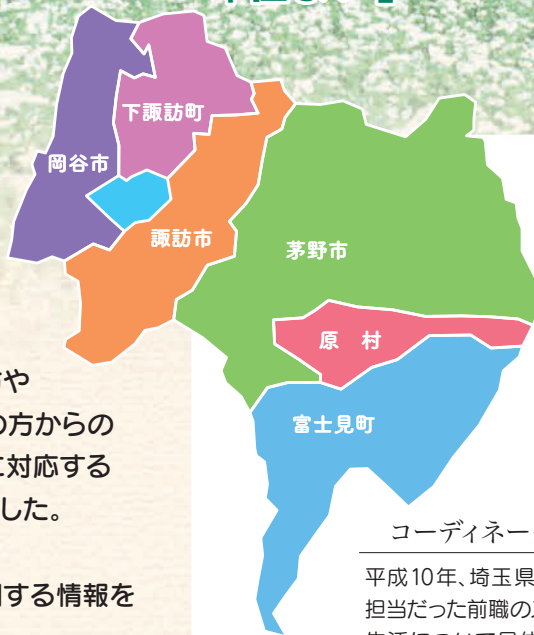 下諏訪町
岡谷市
諏訪市
茅野市
原 村
富士見町
や
の方からの
に対応する
した。
する情報を
コーディネー
平成10年、埼玉県
担当だった前職の